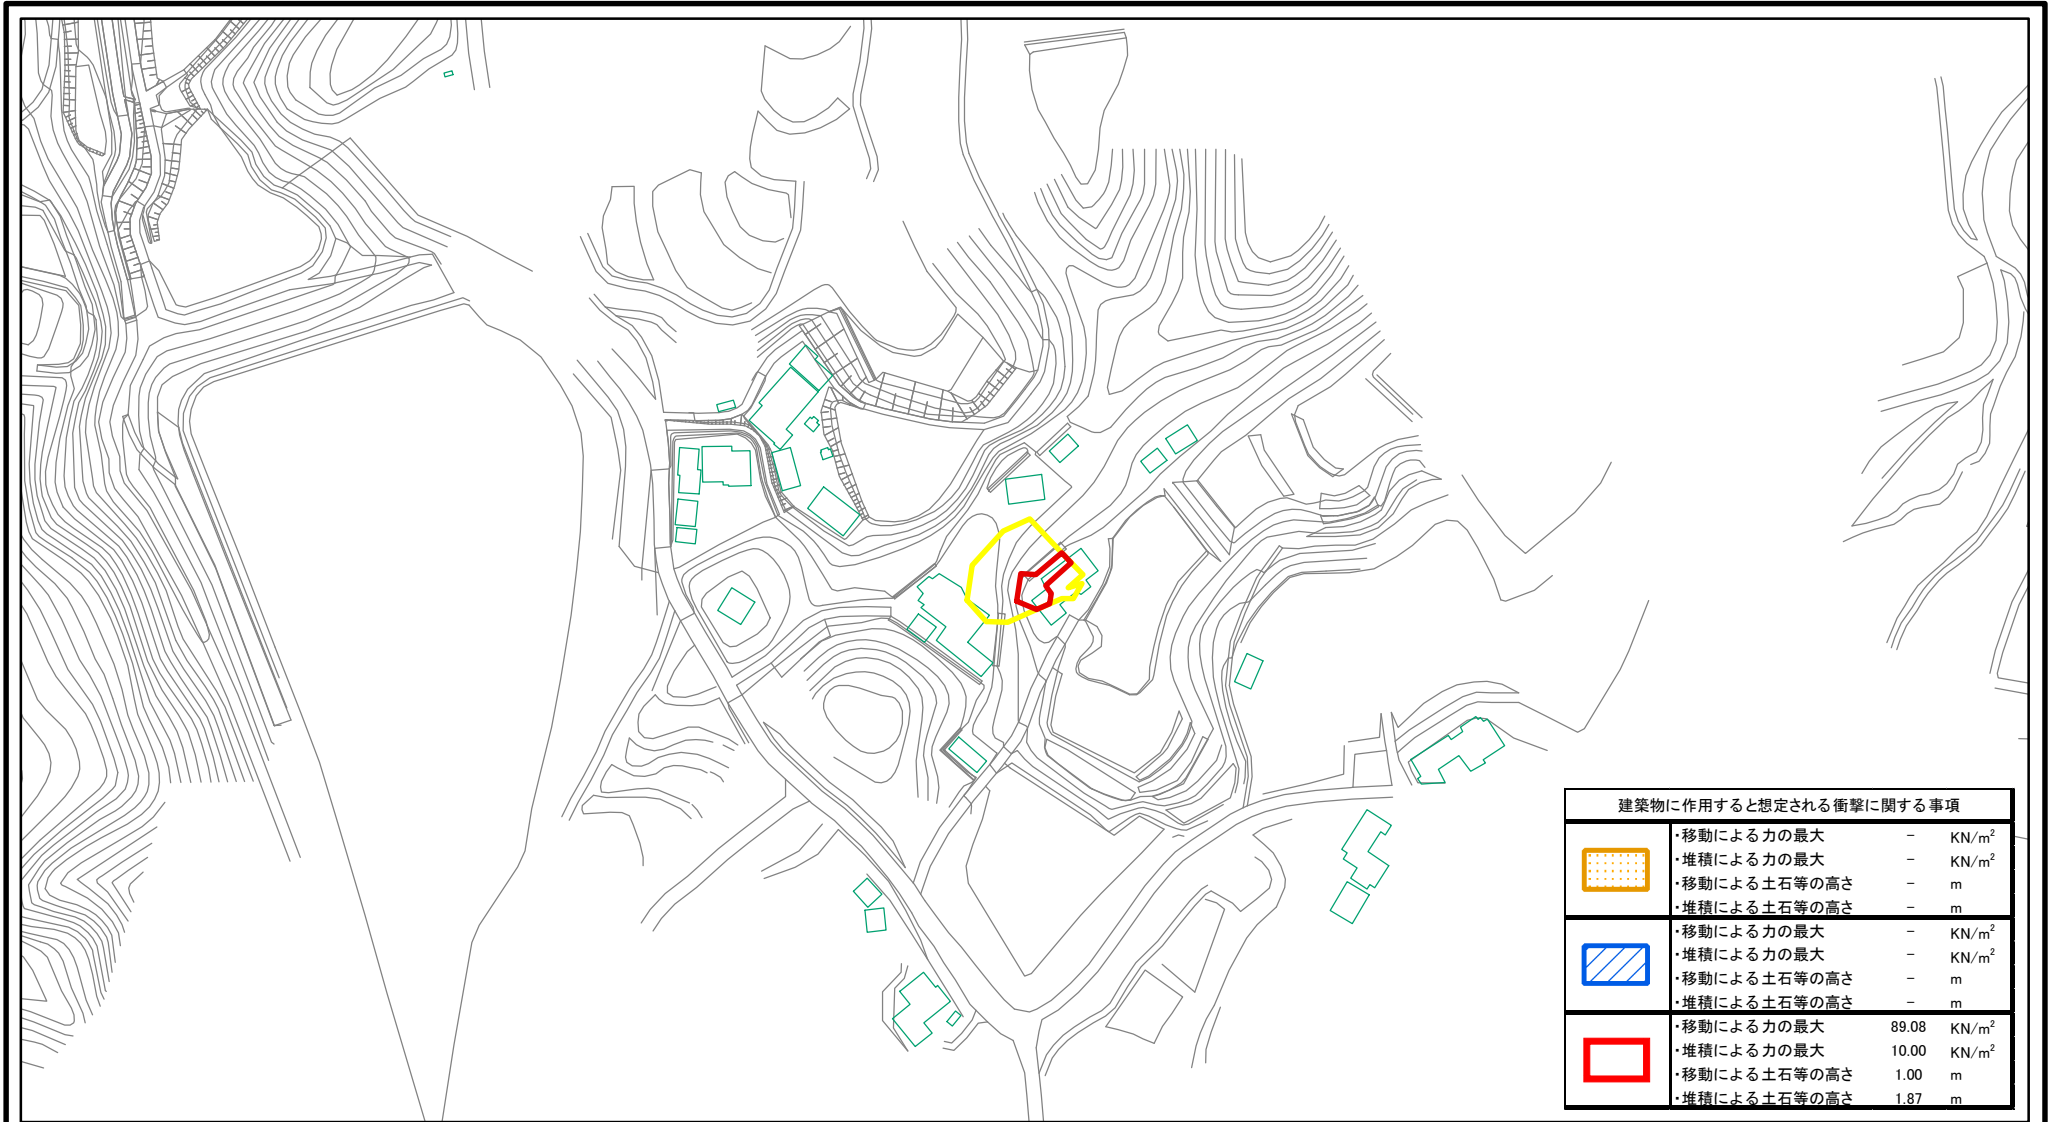 建築物に作用すると想定される衝撃に関する事項
・移動による力の最大 - KN/m²
・堆積による力の最大 - KN/m²
・移動による土石等の高さ - m
・堆積による土石等の高さ - m
・移動による力の最大 - KN/m²
・堆積による力の最大 - KN/m²
・移動による土石等の高さ - m
・堆積による土石等の高さ - m
・移動による力の最大 89.08 KN/m²
・堆積による力の最大 10.00 KN/m²
・移動による土石等の高さ 1.00 m
・堆積による土石等の高さ 1.87 m